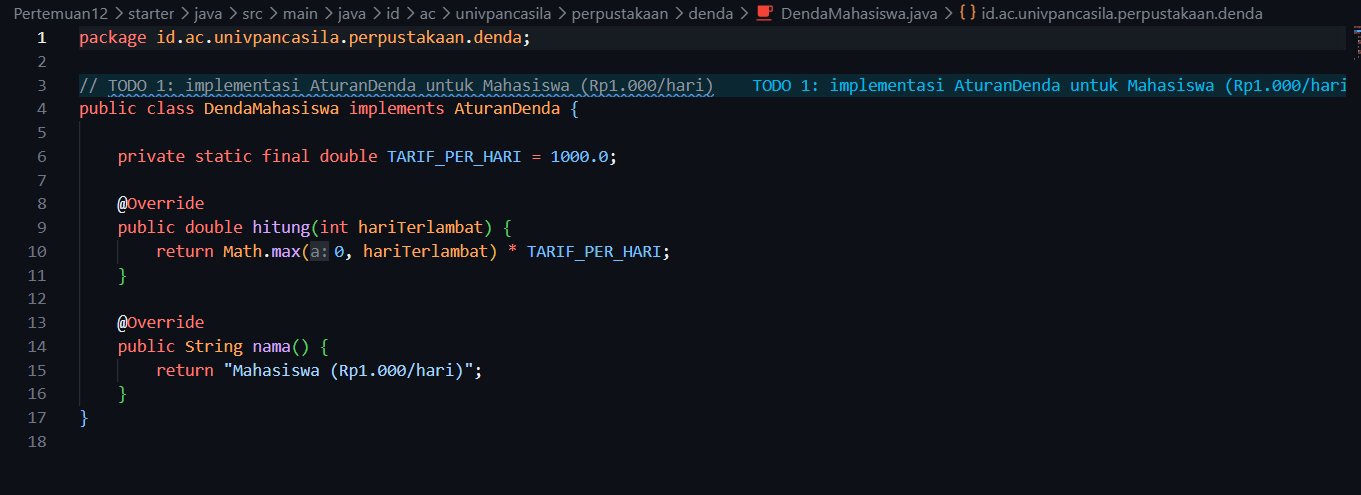 Pertemuan12 > starter > java > src > main > java > id > ac > univpancasila > perpustakaan > denda > DendaMahasiswa.java > {} id.ac.univpancasila.perpustakaan.denda
1 package id.ac.univpancasila.perpustakaan.denda;
2
3 // TODO 1: implementasi AturanDenda untuk Mahasiswa (Rp1.000/hari) TODO 1: implementasi AturanDenda untuk Mahasiswa (Rp1.000/hari
4 public class DendaMahasiswa implements AturanDenda {
5
6     private static final double TARIF_PER_HARI = 1000.0;
7
8     @Override
9     public double hitung(int hariTerlambat) {
10         return Math.max(a: 0, hariTerlambat) * TARIF_PER_HARI;
11     }
12
13     @Override
14     public String nama() {
15         return "Mahasiswa (Rp1.000/hari)";
16     }
17 }
18